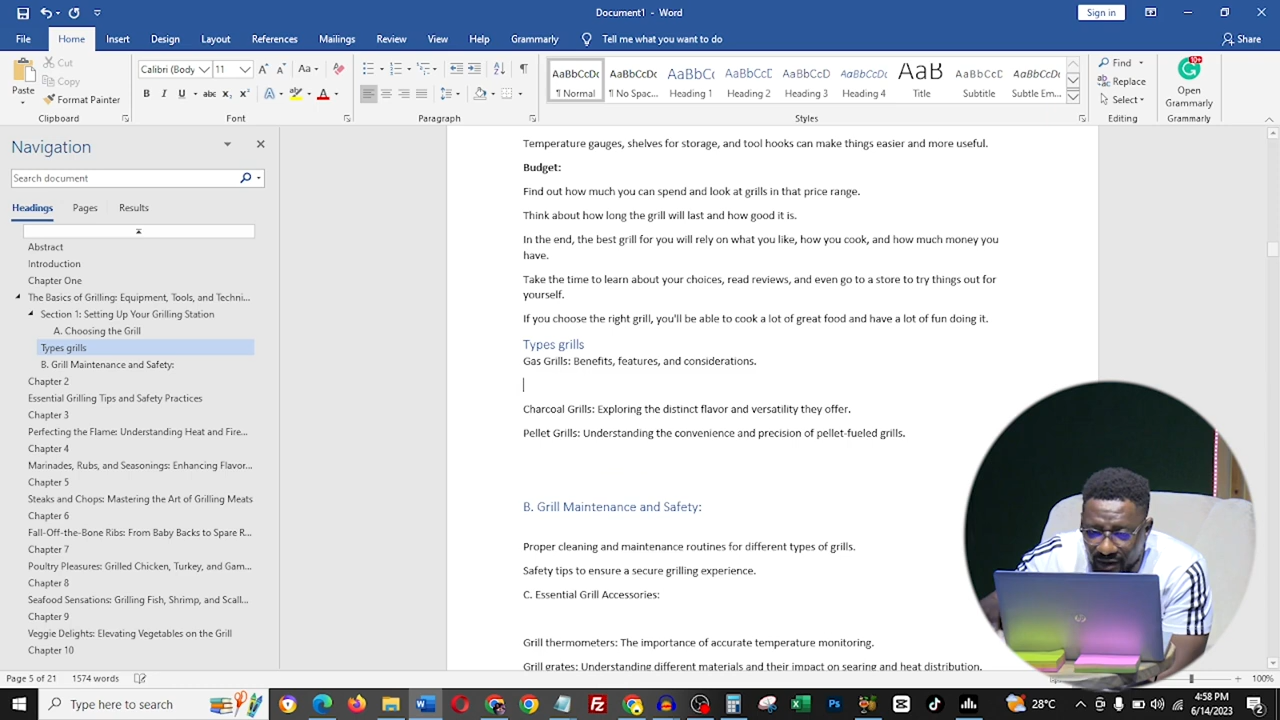 Document1 - Word
Sign in
File Home Insert Design Layout References Mailings Review View Help Grammarly Tell me what you want to do Share
Paste
Cut
Copy
Format Painter
Clipboard
Calibri (Body
11
Font
Paragraph
AaBbCcDc
¶ Normal
AaBbCcDc
¶ No Spac...
AaBbCc
Heading 1
AaBbCcD
Heading 2
AaBbCcD
Heading 3
AaBbCcD
Heading 4
AaB
Title
AaBbCcD
Subtitle
AaBbCcDc
Subtle Em...
Styles
Find
Replace
Select
Editing
Open
Grammarly
Grammarly
Navigation
Search document
Headings Pages Results
Abstract
Introduction
Chapter One
The Basics of Grilling: Equipment, Tools, and Techni...
Section 1: Setting Up Your Grilling Station
A. Choosing the Grill
Types grills
B. Grill Maintenance and Safety:
Chapter 2
Essential Grilling Tips and Safety Practices
Chapter 3
Perfecting the Flame: Understanding Heat and Fire...
Chapter 4
Marinades, Rubs, and Seasonings: Enhancing Flavor...
Chapter 5
Steaks and Chops: Mastering the Art of Grilling Meats
Chapter 6
Fall-Off-the-Bone Ribs: From Baby Backs to Spare R...
Chapter 7
Poultry Pleasures: Grilled Chicken, Turkey, and Gam...
Chapter 8
Seafood Sensations: Grilling Fish, Shrimp, and Scall...
Chapter 9
Veggie Delights: Elevating Vegetables on the Grill
Chapter 10
Temperature gauges, shelves for storage, and tool hooks can make things easier and more useful.
Budget:
Find out how much you can spend and look at grills in that price range.
Think about how long the grill will last and how good it is.
In the end, the best grill for you will rely on what you like, how you cook, and how much money you
have.
Take the time to learn about your choices, read reviews, and even go to a store to try things out for
yourself.
If you choose the right grill, you'll be able to cook a lot of great food and have a lot of fun doing it.
Types grills
Gas Grills: Benefits, features, and considerations.
Charcoal Grills: Exploring the distinct flavor and versatility they offer.
Pellet Grills: Understanding the convenience and precision of pellet-fueled grills.
B. Grill Maintenance and Safety:
Proper cleaning and maintenance routines for different types of grills.
Safety tips to ensure a secure grilling experience.
C. Essential Grill Accessories:
Grill thermometers: The importance of accurate temperature monitoring.
Grill grates: Understanding different materials and their impact on searing and heat distribution.
Page 5 of 21 1574 words
100%
Type here to search
28°C
4:58 PM
6/14/2023